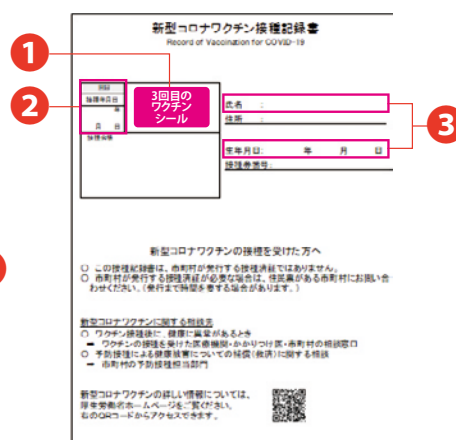 新型コロナワクチン接種記録書
Record of Vaccination for COVID-19
1
2
3回目
接種年月日
年
月 日
接種会場
3回目の
ワクチン
シール
氏名 :
住所 :
生年月日: 年 月 日
接種券番号:
3
新型コロナワクチンの接種を受けた方へ
○ この接種記録書は、市町村が発行する接種済証ではありません。
○ 市町村が発行する接種済証が必要な場合は、住民票がある市町村にお問い合
わせください。(発行まで時間を要する場合があります。)
新型コロナワクチンに関する相談先
○ ワクチン接種後に、健康に異常があるとき
➡ ワクチンの接種を受けた医療機関・かかりつけ医・市町村の相談窓口
○ 予防接種による健康被害についての補償(救済)に関する相談
➡ 市町村の予防接種担当部門
新型コロナワクチンの詳しい情報については、
厚生労働省ホームページをご覧ください。
右のQRコードからアクセスできます。